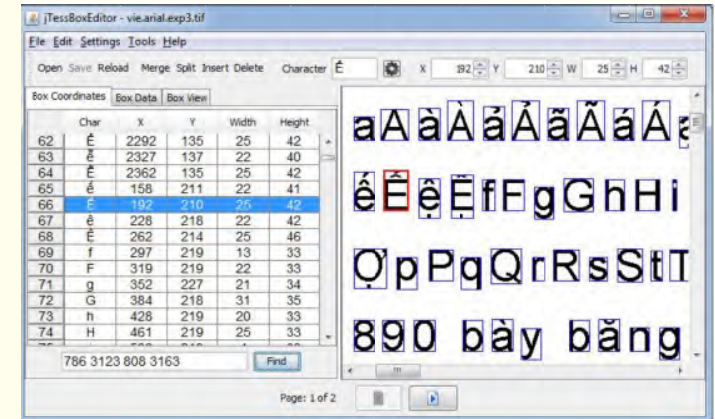 jTessBoxEditor - vie.arial.exp3.tif
File Edit Settings Tools Help
Open Save Reload Merge Split Insert Delete Character Ế X 192 Y 210 W 25 H 42
Box Coordinates Box Data Box View
Char X Y Width Height
62 2292 135 25 42
63 2327 137 22 40
64 2362 135 25 42
65 ế 158 211 22 41
66 Ế 192 210 25 42
67 ệ 228 218 22 42
68 Ệ 262 214 25 46
69 f 297 219 13 33
70 F 319 219 22 33
71 g 352 227 21 34
72 G 384 218 31 35
73 h 428 219 20 33
74 H 461 219 25 33
786 3123 808 3163 Find
a A à À ả Ả ã Ã á Á
ế Ế ệ Ệ f F g G h H i
Ợ p P q Q r R s S t T
8 9 0 bày băng
Page: 1 of 2